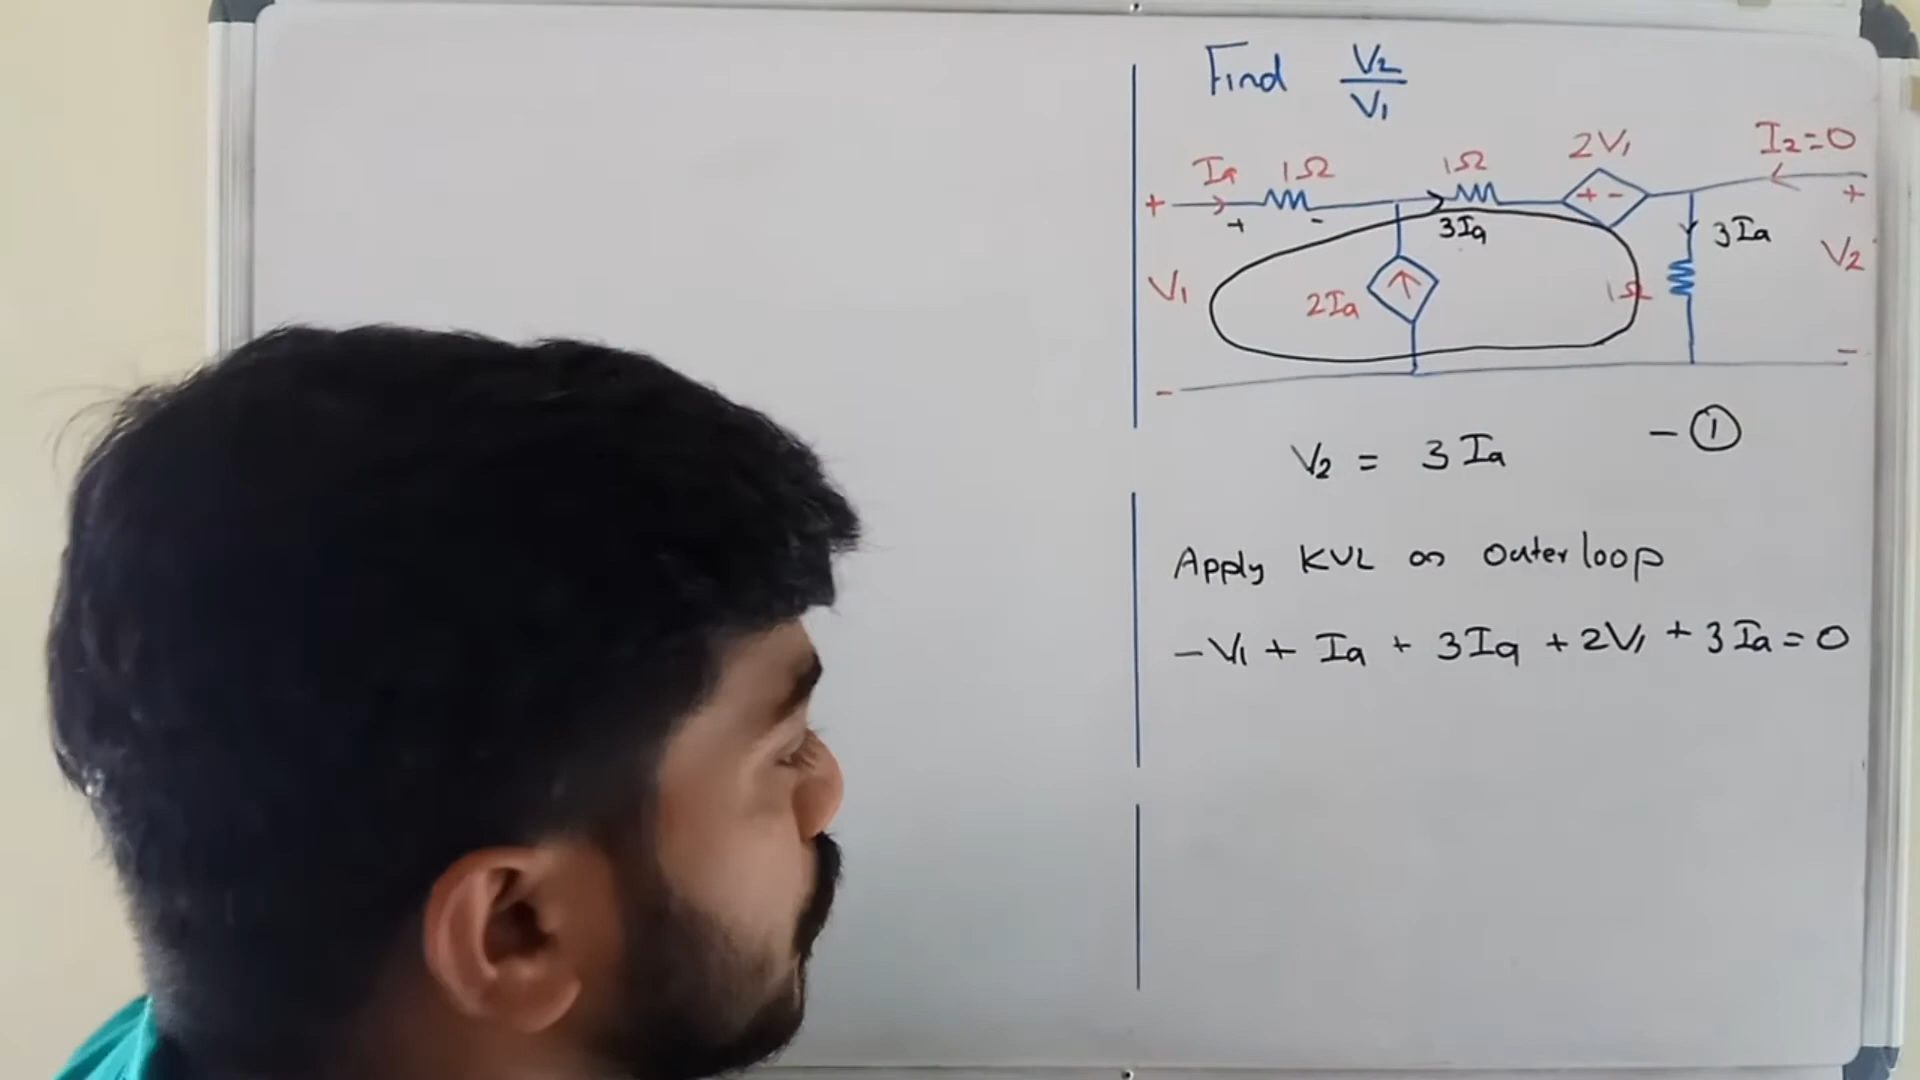 Find V₂/V₁
Ia 1Ω 1Ω 2V₁ I₂=0
+ + - 3Ia + - 3Ia +
V₁ 2Ia 1Ω V₂
- -
V₂ = 3Ia - ①
Apply KVL on Outer loop
-V₁ + Ia + 3Ia + 2V₁ + 3Ia = 0